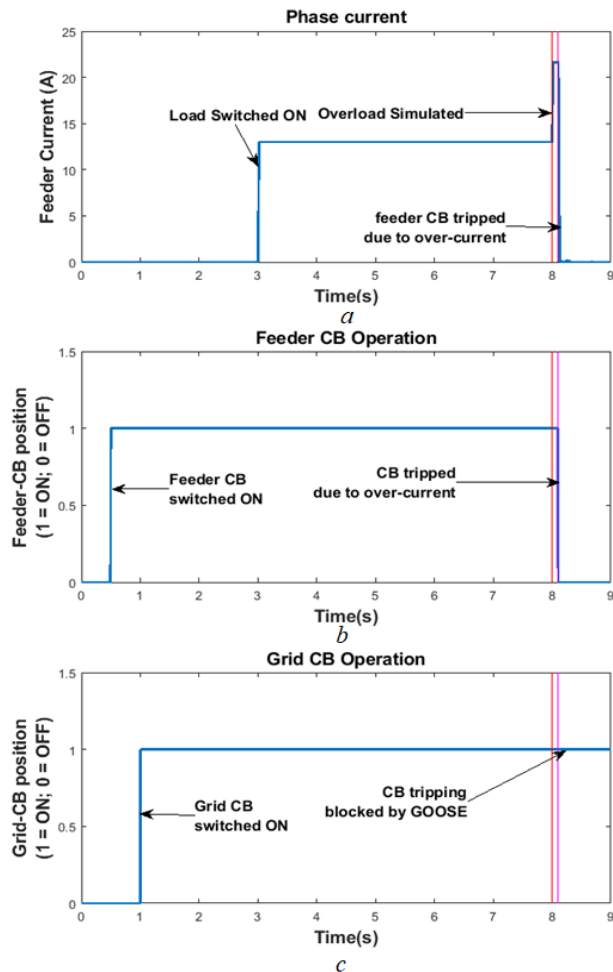 Phase current
Feeder Current (A)
25
20
15
10
5
0
Load Switched ON
Overload Simulated
feeder CB tripped
due to over-current
0 1 2 3 4 5 6 7 8 9
Time(s)
a
Feeder CB Operation
Feeder-CB position
(1 = ON; 0 = OFF)
1.5
1
0.5
0
Feeder CB
switched ON
CB tripped
due to over-current
0 1 2 3 4 5 6 7 8 9
Time(s)
b
Grid CB Operation
Grid-CB position
(1 = ON; 0 = OFF)
1.5
1
0.5
0
Grid CB
switched ON
CB tripping
blocked by GOOSE
0 1 2 3 4 5 6 7 8 9
Time(s)
c